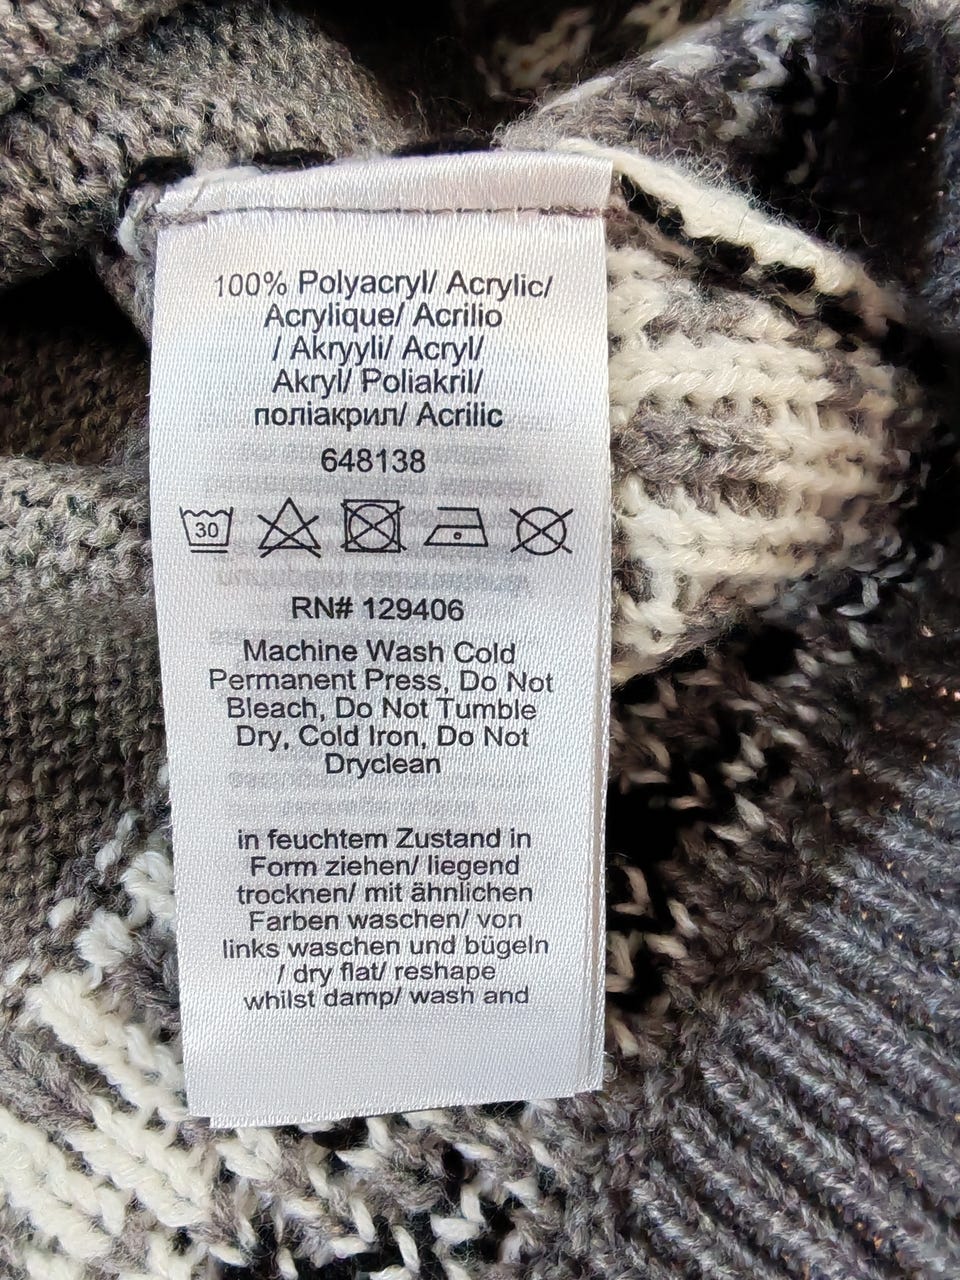 100% Polyacryl/ Acrylic/
Acrylique/ Acrilio
/ Akryyli/ Acryl/
Akryl/ Poliakril/
поліакрил/ Acrilic
648138
30
RN# 129406
Machine Wash Cold
Permanent Press, Do Not
Bleach, Do Not Tumble
Dry, Cold Iron, Do Not
Dryclean
in feuchtem Zustand in
Form ziehen/ liegend
trocknen/ mit ähnlichen
Farben waschen/ von
links waschen und bügeln
/ dry flat/ reshape
whilst damp/ wash and